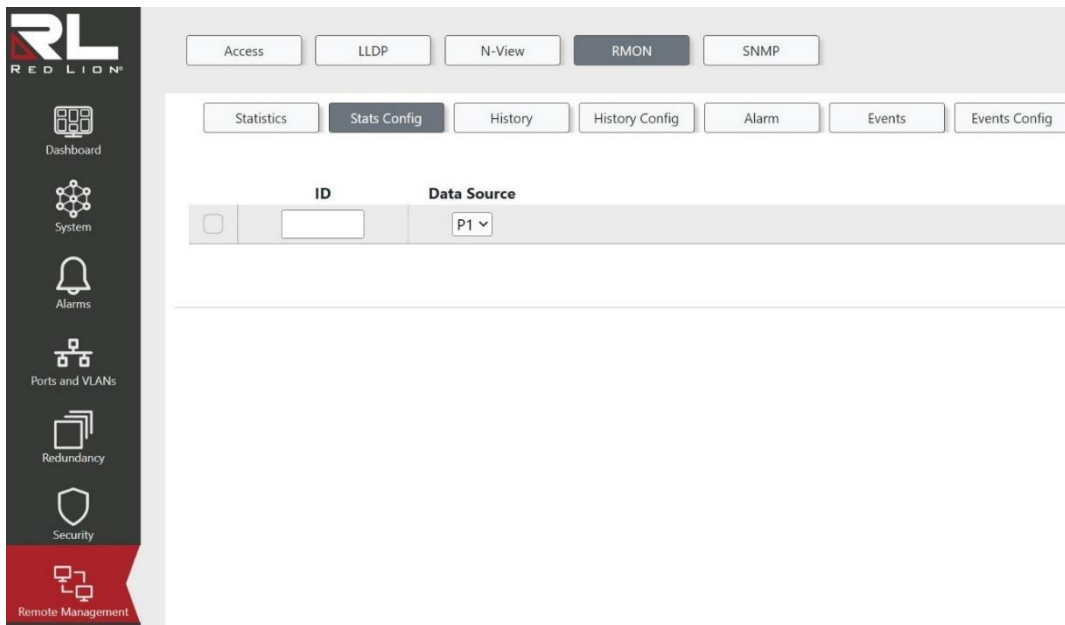 RL
RED LION®
Access LLDP N-View RMON SNMP
Statistics Stats Config History History Config Alarm Events Events Config
ID Data Source
P1
Dashboard
System
Alarms
Ports and VLANs
Redundancy
Security
Remote Management